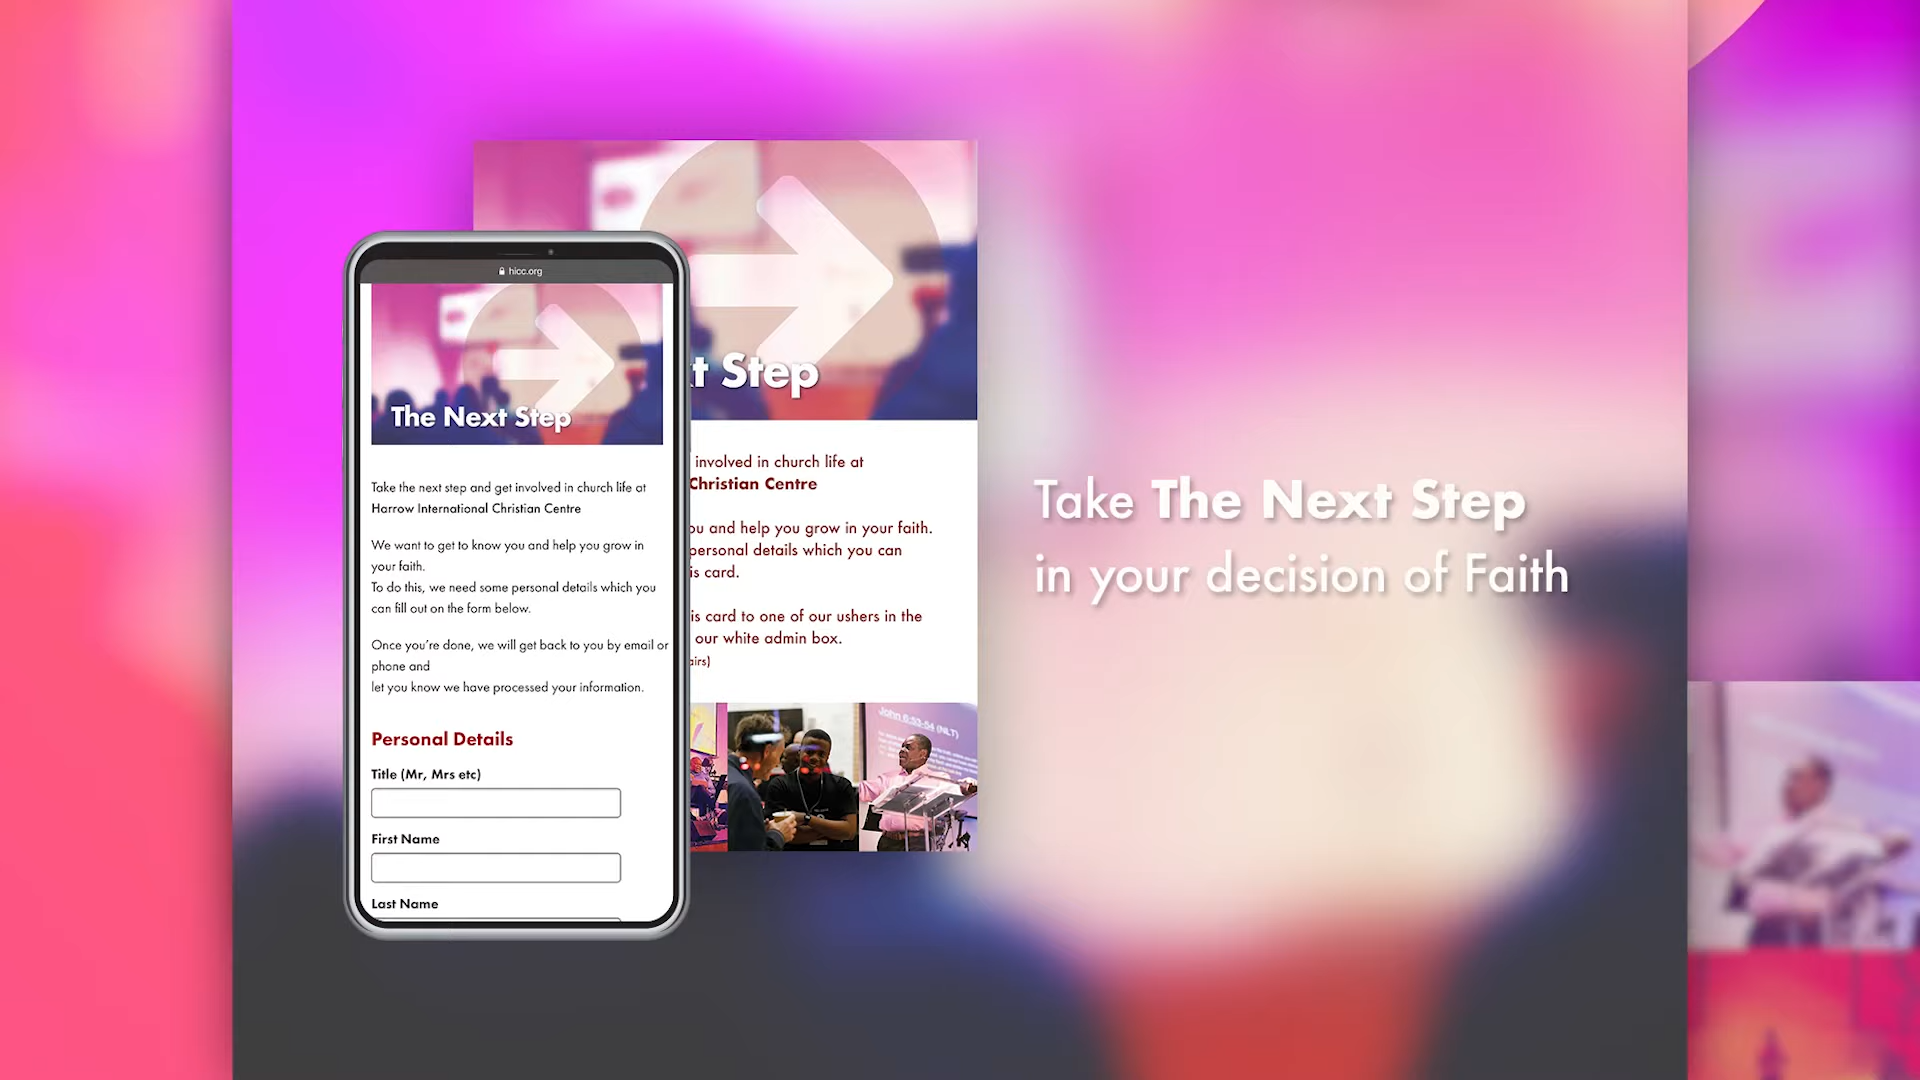 hicc.org
The Next Step
Take the next step and get involved in church life at
Harrow International Christian Centre
We want to get to know you and help you grow in
your faith.
To do this, we need some personal details which you
can fill out on the form below.
Once you're done, we will get back to you by email or
phone and
let you know we have processed your information.
Personal Details
Title (Mr, Mrs etc)
First Name
Last Name
Step
involved in church life at
Christian Centre
and help you grow in your faith.
personal details which you can
card.
card to one of our ushers in the
our white admin box.
John 6:53-54 (NLT)
Take The Next Step
in your decision of Faith